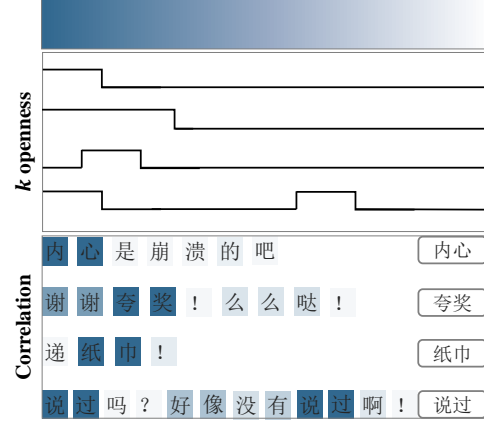 k openness
Correlation
内心是崩溃的吧 内心
谢谢夸奖！么么哒！ 夸奖
递纸巾！ 纸巾
说过吗？好像没有说过啊！ 说过